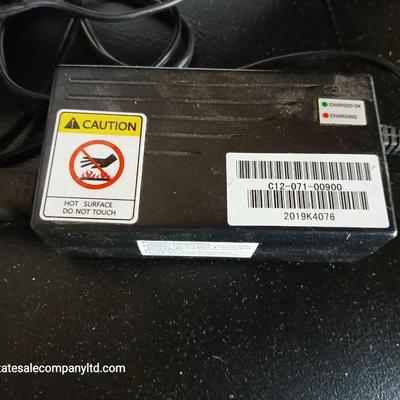 CHARGED OK
CHARGING
CAUTION
HOT SURFACE
DO NOT TOUCH
C12-071-00900
2019K4076
tatesalecompanyltd.com